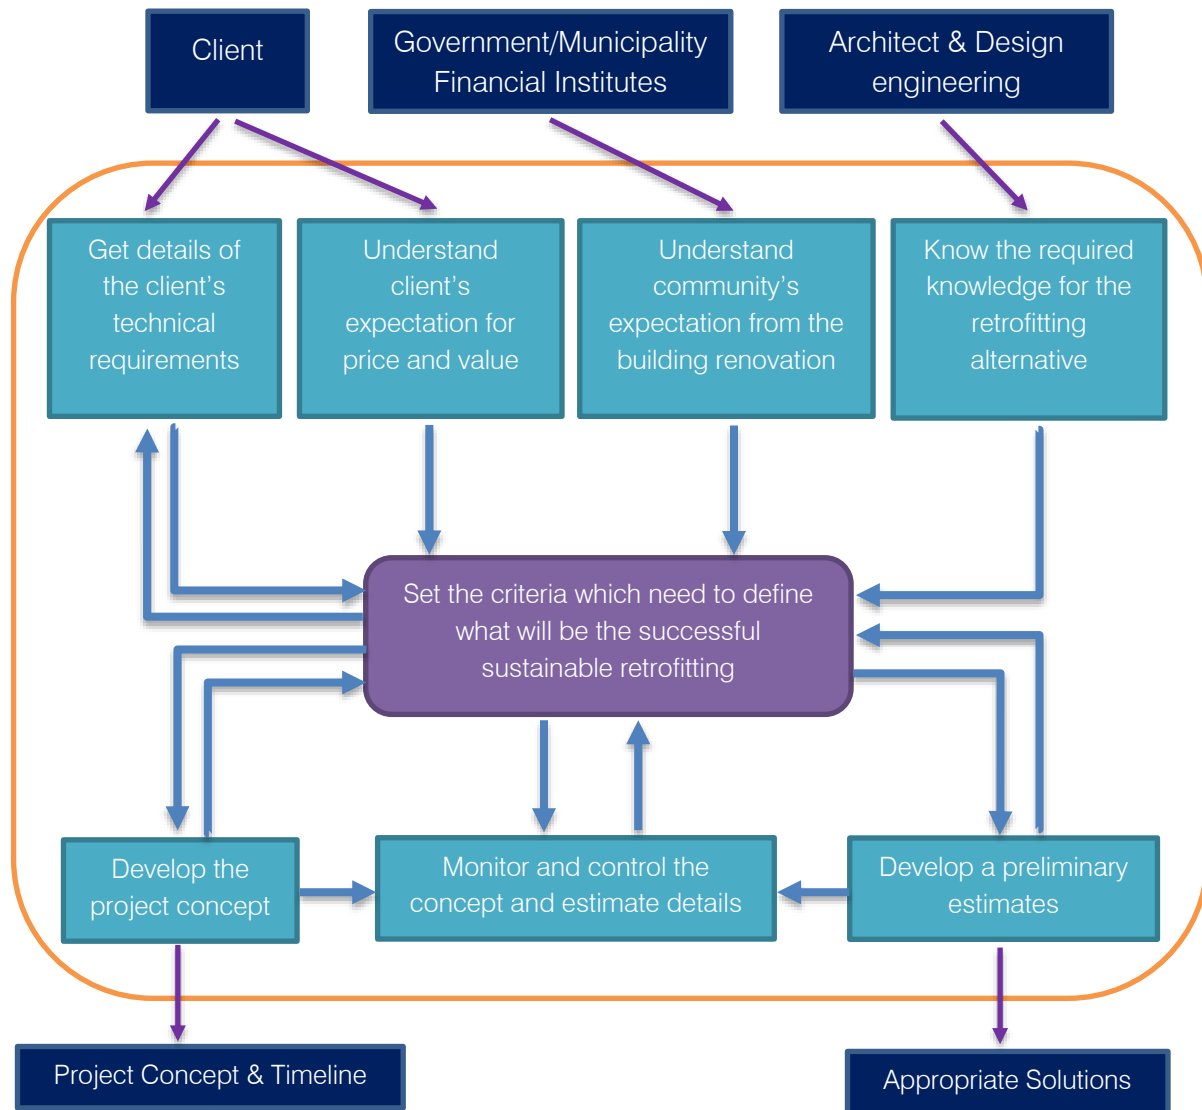 Client
Government/Municipality
Financial Institutes
Architect & Design
engineering
Get details of
the client's
technical
requirements
Understand
client's
expectation for
price and value
Understand
community's
expectation from the
building renovation
Know the required
knowledge for the
retrofitting
alternative
Set the criteria which need to define
what will be the successful
sustainable retrofitting
Develop the
project concept
Monitor and control the
concept and estimate details
Develop a preliminary
estimates
Project Concept & Timeline
Appropriate Solutions